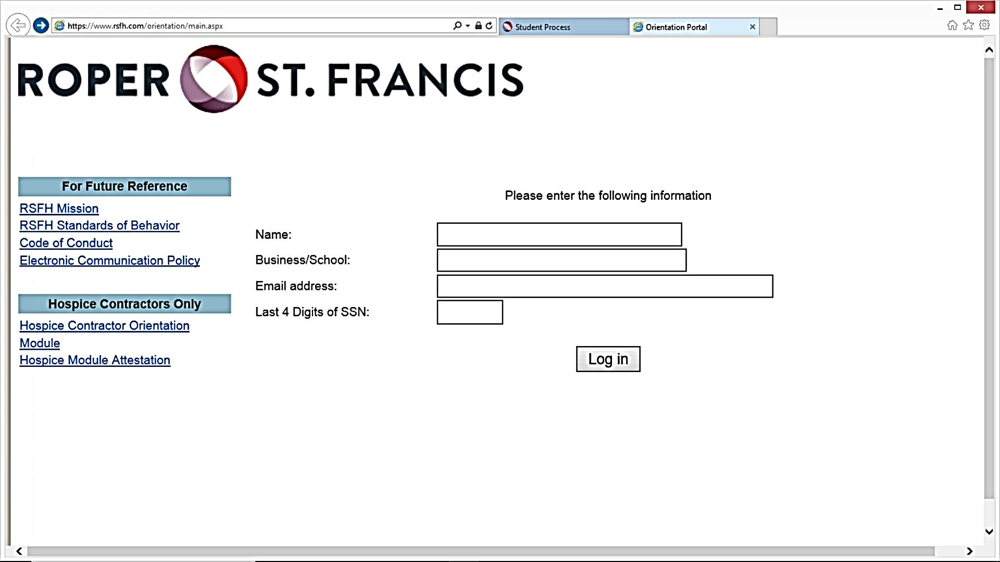 https://www.rsfh.com/orientation/main.aspx
Student Process
Orientation Portal
ROPER ST. FRANCIS
For Future Reference
RSFH Mission
RSFH Standards of Behavior
Code of Conduct
Electronic Communication Policy
Hospice Contractors Only
Hospice Contractor Orientation
Module
Hospice Module Attestation
Please enter the following information
Name:
Business/School:
Email address:
Last 4 Digits of SSN:
Log in